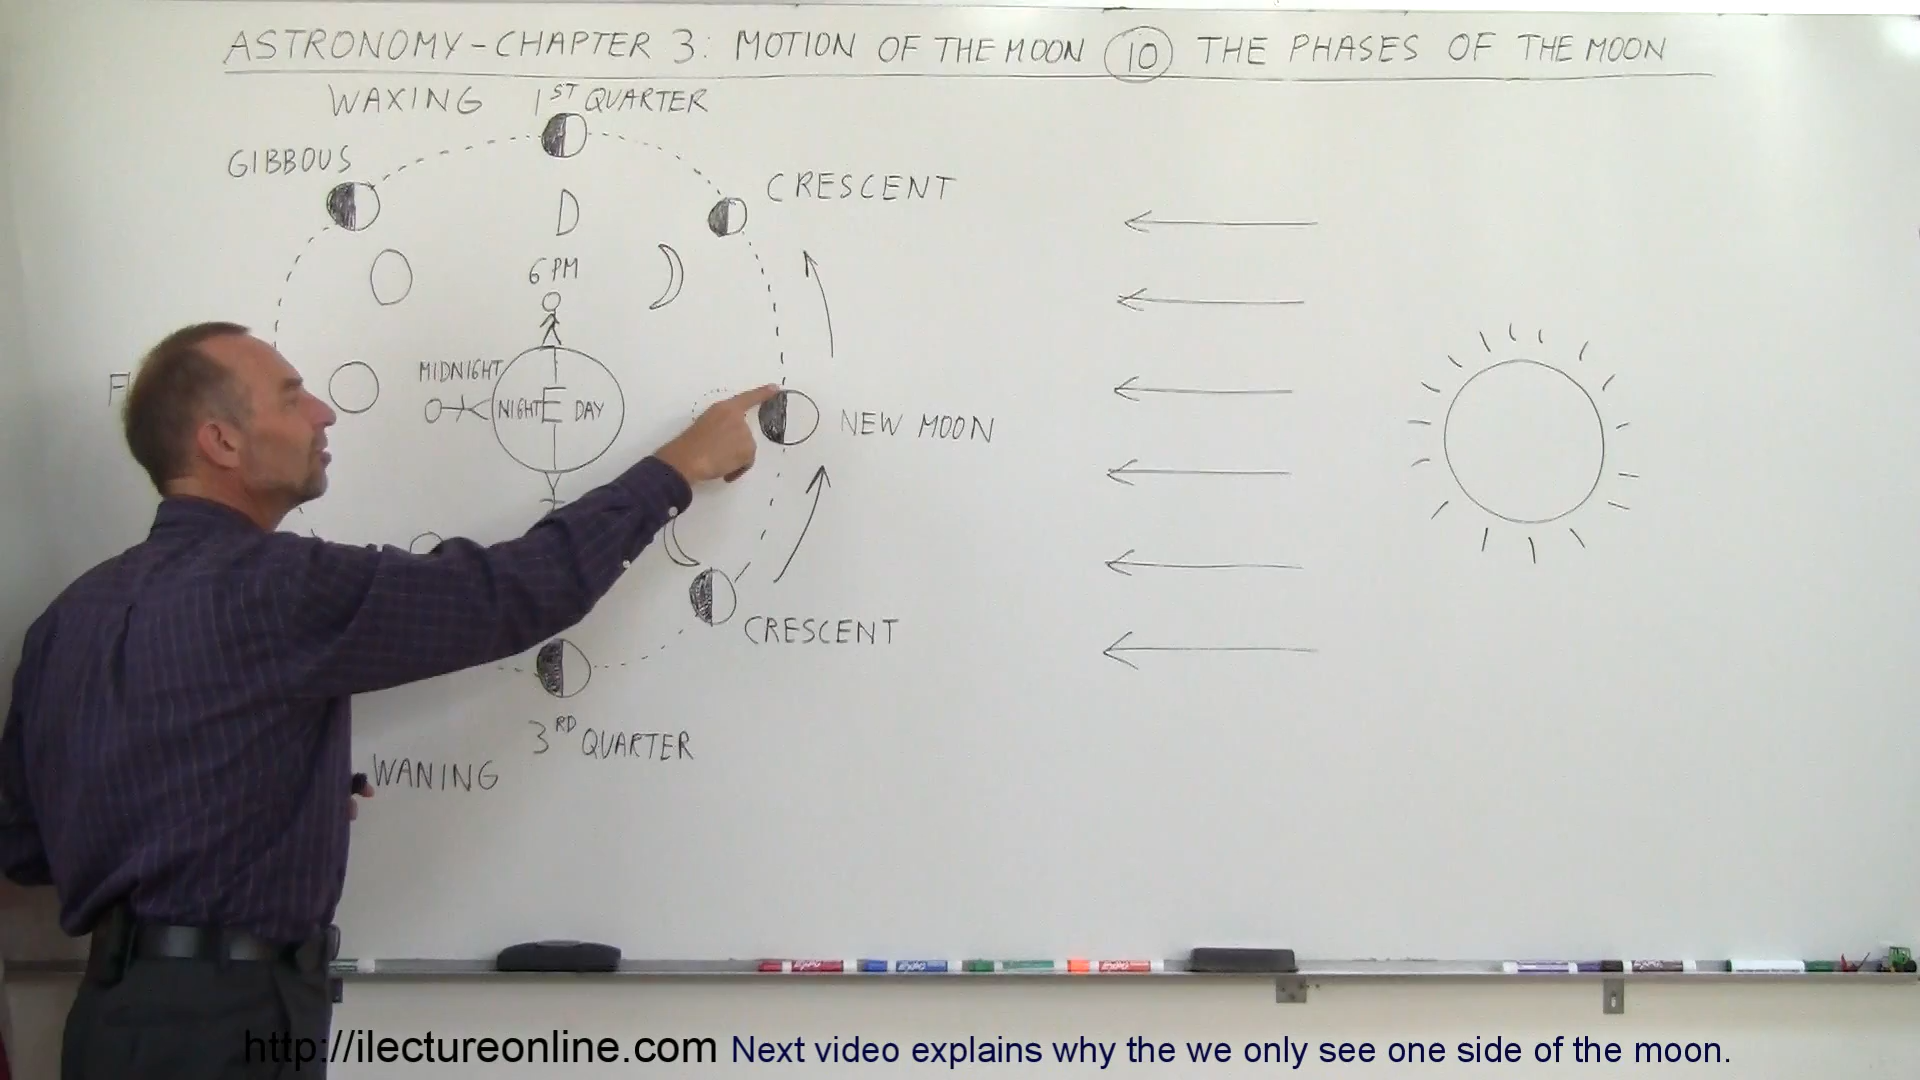 ASTRONOMY-CHAPTER 3: MOTION OF THE MOON 10 THE PHASES OF THE MOON
WAXING 1ST QUARTER
GIBBOUS
CRESCENT
D
6 PM
MIDNIGHT
NIGHT E DAY
NEW MOON
CRESCENT
3RD QUARTER
WANING
http://ilectureonline.com Next video explains why the we only see one side of the moon.